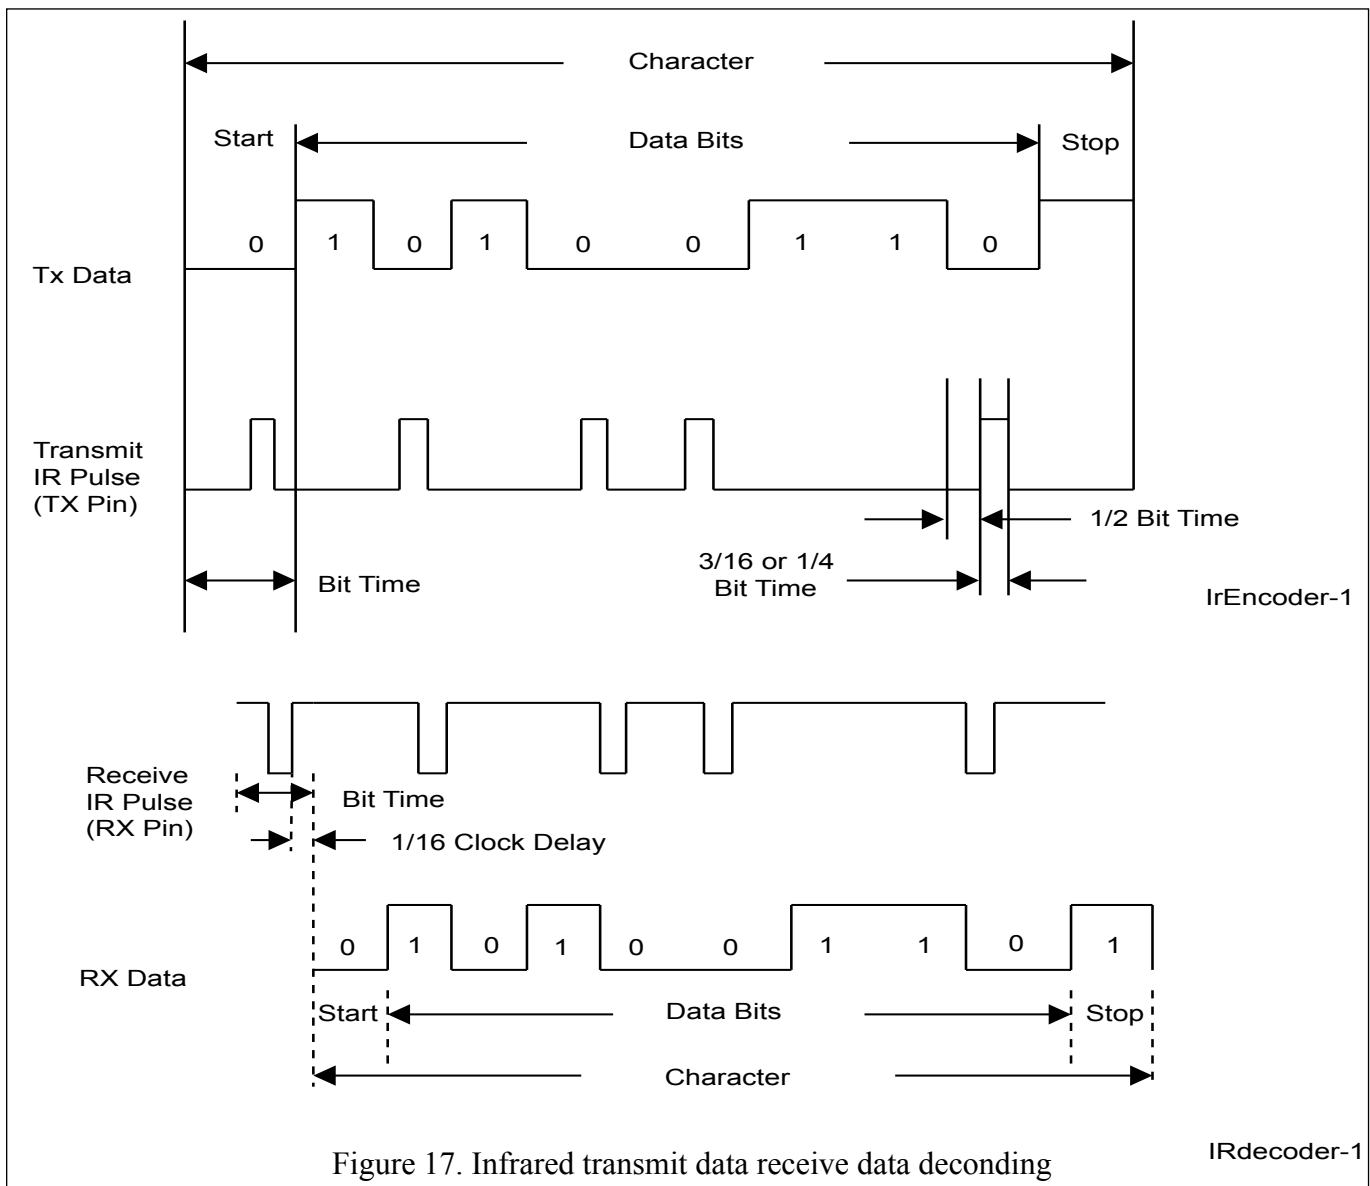 Character
Start Data Bits Stop
0 1 0 1 0 0 1 1 0
Tx Data
Transmit
IR Pulse
(TX Pin)
1/2 Bit Time
3/16 or 1/4
Bit Time
Bit Time
IrEncoder-1
Receive
IR Pulse
(RX Pin)
Bit Time
1/16 Clock Delay
0 1 0 1 0 0 1 1 0 1
RX Data
Start Data Bits Stop
Character
IRdecoder-1
Figure 17. Infrared transmit data receive data deconding